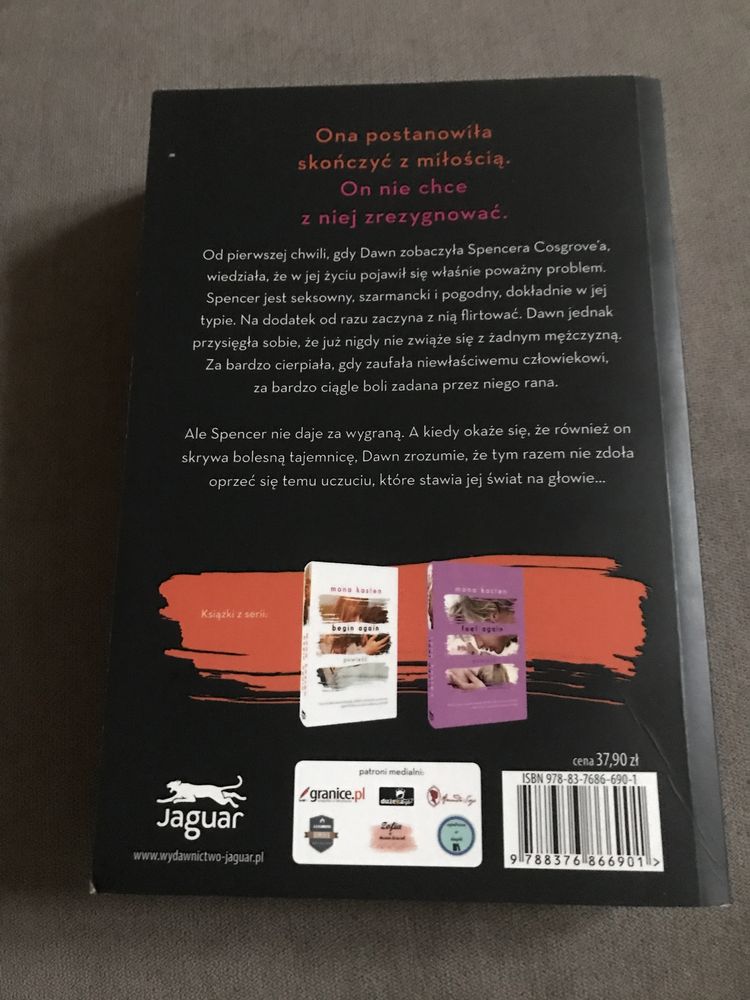 Ona postanowiła
skończyć z miłością.
On nie chce
z niej zrezygnować.
Od pierwszej chwili, gdy Dawn zobaczyła Spencera Cosgrove'a,
wiedziała, że w jej życiu pojawił się właśnie poważny problem.
Spencer jest seksowny, szarmancki i pogodny, dokładnie w jej
typie. Na dodatek od razu zaczyna z nią flirtować. Dawn jednak
przysięgła sobie, że już nigdy nie zwiąże się z żadnym mężczyzną.
Za bardzo cierpiała, gdy zaufała niewłaściwemu człowiekowi,
za bardzo ciągle boli zadana przez niego rana.
Ale Spencer nie daje za wygraną. A kiedy okaże się, że również on
skrywa bolesną tajemnicę, Dawn zrozumie, że tym razem nie zdoła
oprzeć się temu uczuciu, które stawia jej świat na głowie...
Książki z serii:
mona kasten
begin again
powieść
mona kasten
feel again
Jaguar
www.wydawnictwo-jaguar.pl
patroni medialni:
granice.pl
Zofia
cena 37,90 zł
ISBN 978-83-7686-690-1
9 788376 866901 >